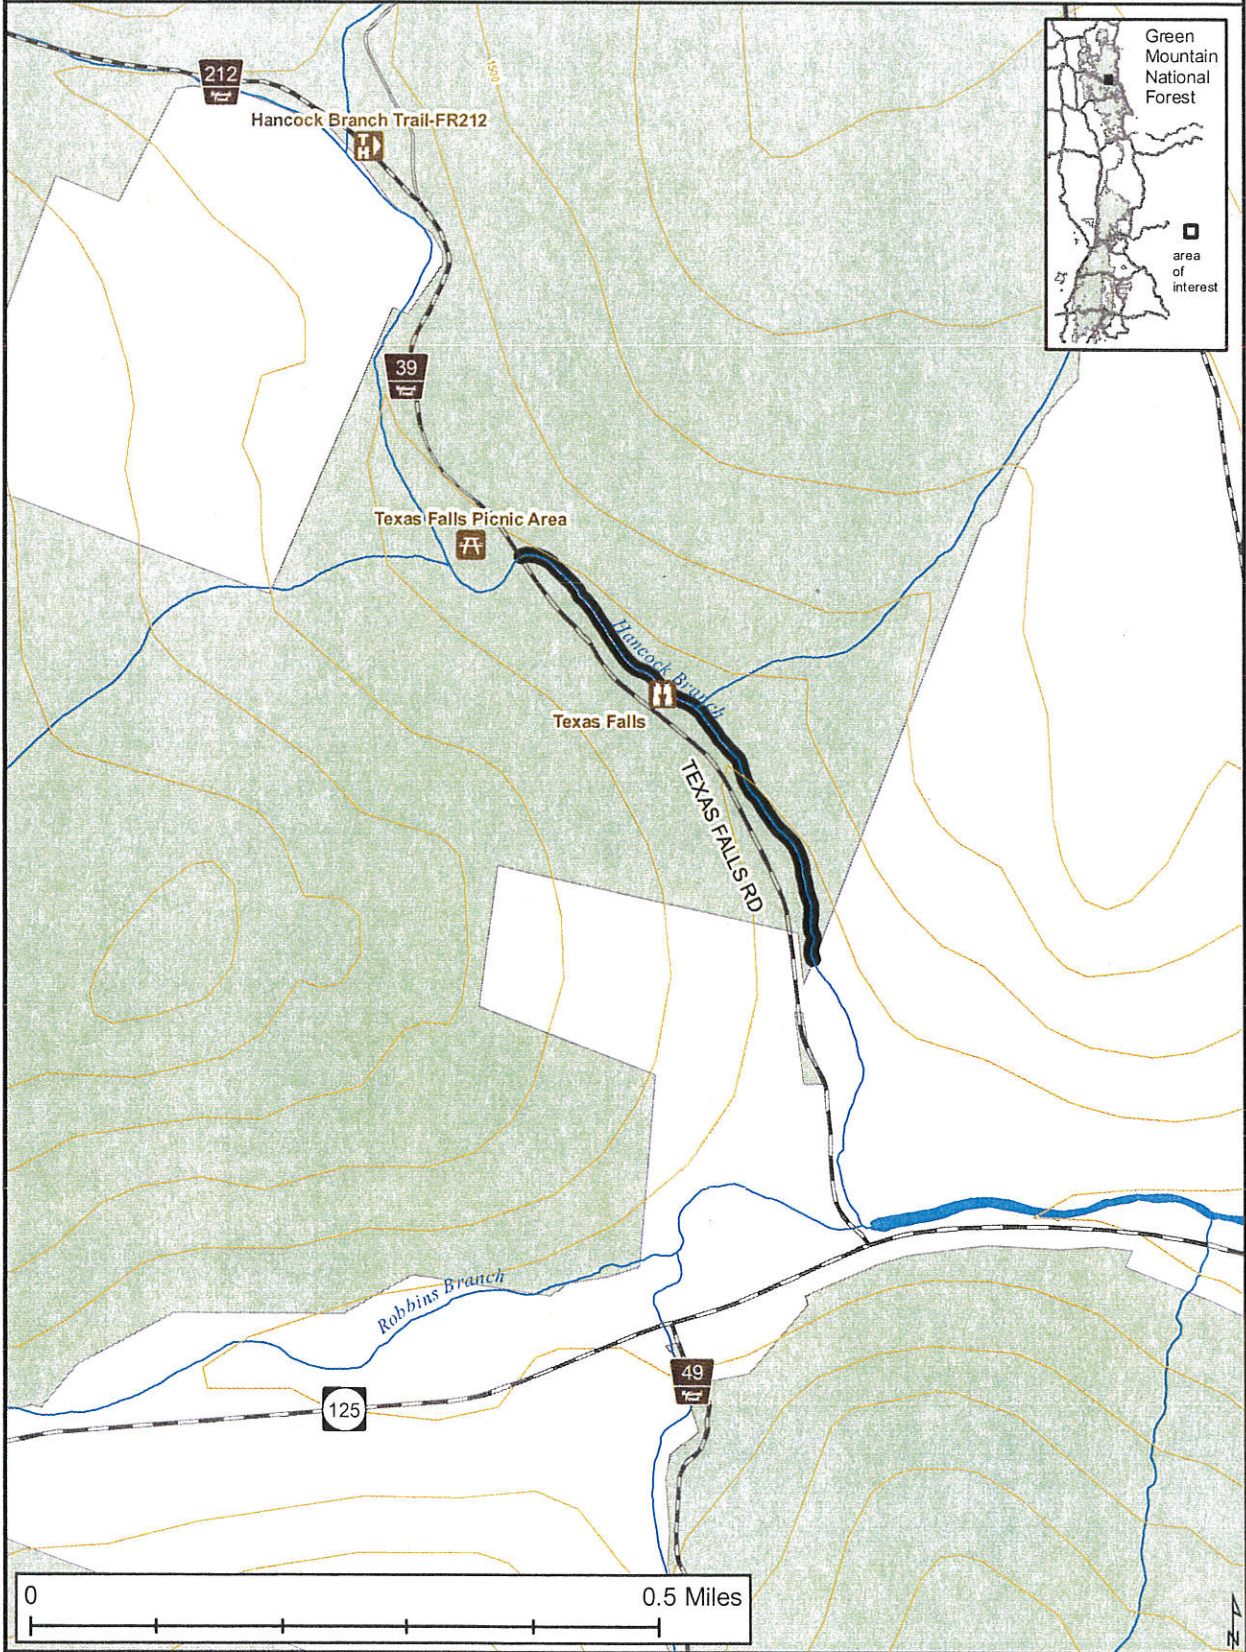 Green
Mountain
National
Forest
area
of
interest
1500
212
Hancock Branch Trail-FR212
TH
39
Texas Falls Picnic Area
Hancock Branch
Texas Falls
TEXAS FALLS RD
Robbins Branch
49
125
0
0.5 Miles
N